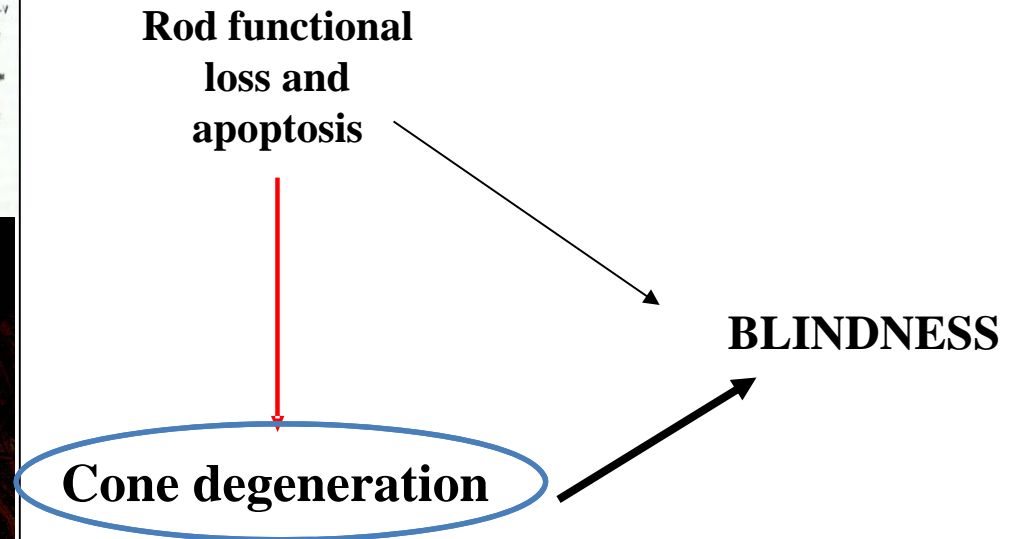 Rod functional
loss and
apoptosis
BLINDNESS
Cone degeneration